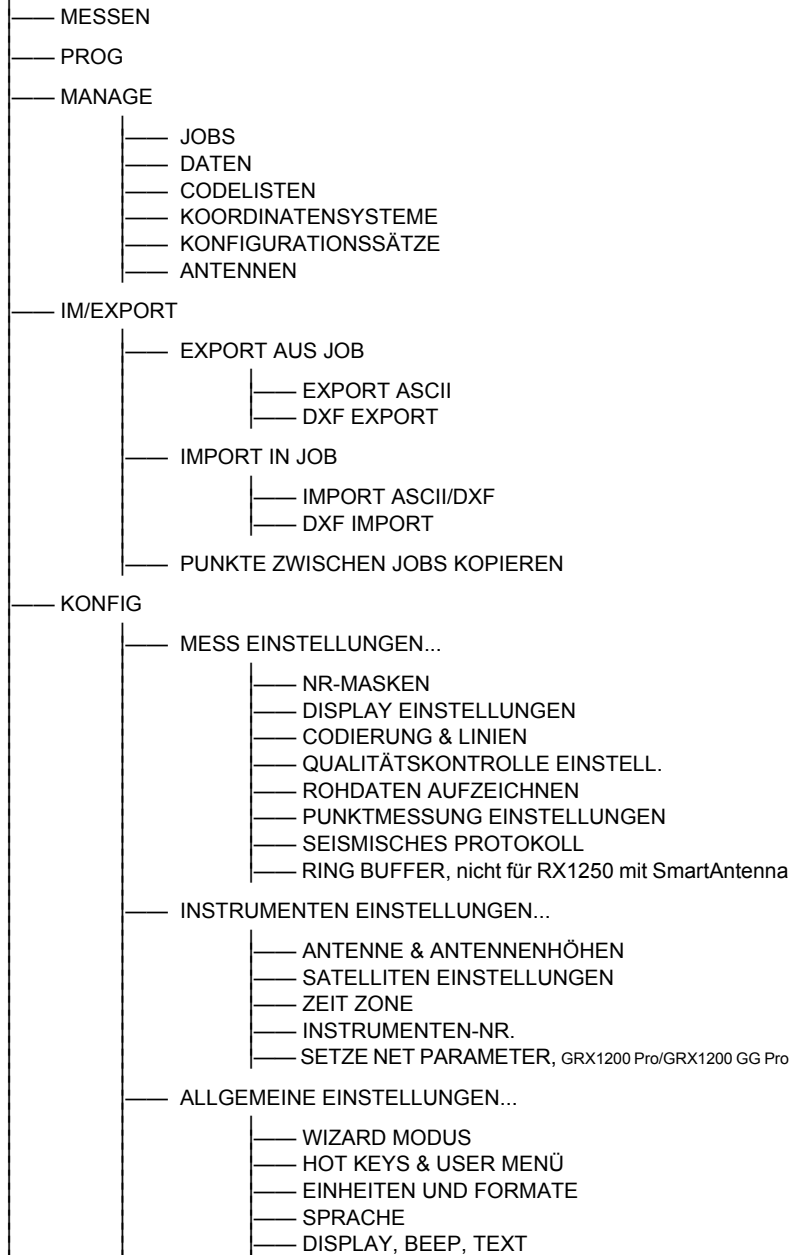 MESSEN
PROG
MANAGE
JOBS
DATEN
CODELISTEN
KOORDINATENSYSTEME
KONFIGURATIONSSÄTZE
ANTENNEN
IM/EXPORT
EXPORT AUS JOB
EXPORT ASCII
DXF EXPORT
IMPORT IN JOB
IMPORT ASCII/DXF
DXF IMPORT
PUNKTE ZWISCHEN JOBS KOPIEREN
KONFIG
MESS EINSTELLUNGEN...
NR-MASKEN
DISPLAY EINSTELLUNGEN
CODIERUNG & LINIEN
QUALITÄTSKONTROLLE EINSTELL.
ROHDATEN AUFZEICHNEN
PUNKTMESSUNG EINSTELLUNGEN
SEISMISCHES PROTOKOLL
RING BUFFER, nicht für RX1250 mit SmartAntenna
INSTRUMENTEN EINSTELLUNGEN...
ANTENNE & ANTENNENHÖHEN
SATELLITEN EINSTELLUNGEN
ZEIT ZONE
INSTRUMENTEN-NR.
SETZE NET PARAMETER, GRX1200 Pro/GRX1200 GG Pro
ALLGEMEINE EINSTELLUNGEN...
WIZARD MODUS
HOT KEYS & USER MENÜ
EINHEITEN UND FORMATE
SPRACHE
DISPLAY, BEEP, TEXT